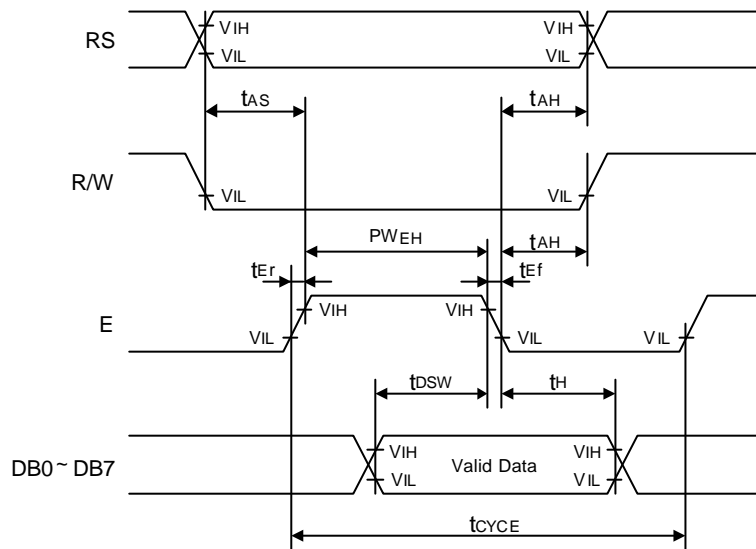 RS
VIH
VIH
VIL
VIL
tAS
tAH
R/W
VIL
VIL
PWEH
tAH
tEr
tEf
E
VIH
VIH
VIL
VIL
VIL
tDSW
tH
DB0~DB7
VIH
VIH
Valid Data
VIL
VIL
tCYCE